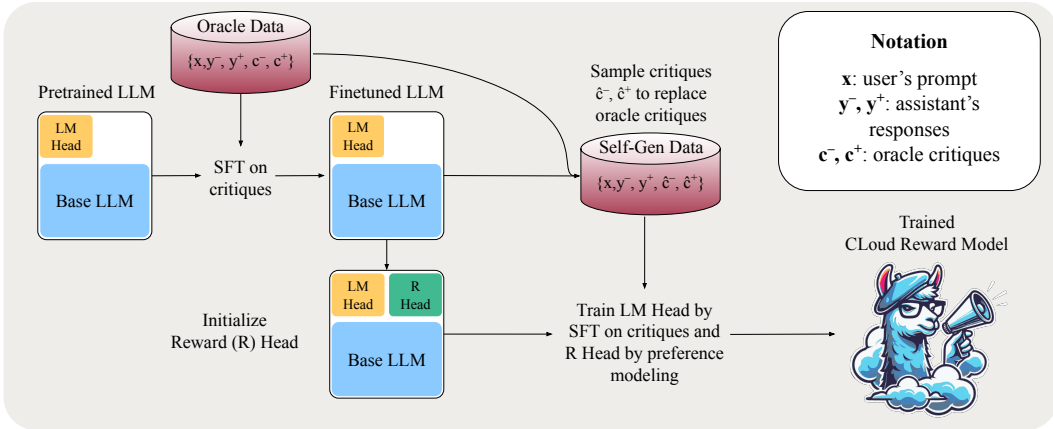 Oracle Data
{x,y⁻, y⁺, c⁻, c⁺}
Pretrained LLM
LM
Head
Base LLM
SFT on
critiques
Finetuned LLM
LM
Head
Base LLM
Sample critiques
ĉ⁻, ĉ⁺ to replace
oracle critiques
Self-Gen Data
{x,y⁻, y⁺, ĉ⁻, ĉ⁺}
Notation
x: user's prompt
y⁻, y⁺: assistant's
responses
c⁻, c⁺: oracle critiques
Initialize
Reward (R) Head
LM
Head
R
Head
Base LLM
Train LM Head by
SFT on critiques and
R Head by preference
modeling
Trained
CLoud Reward Model